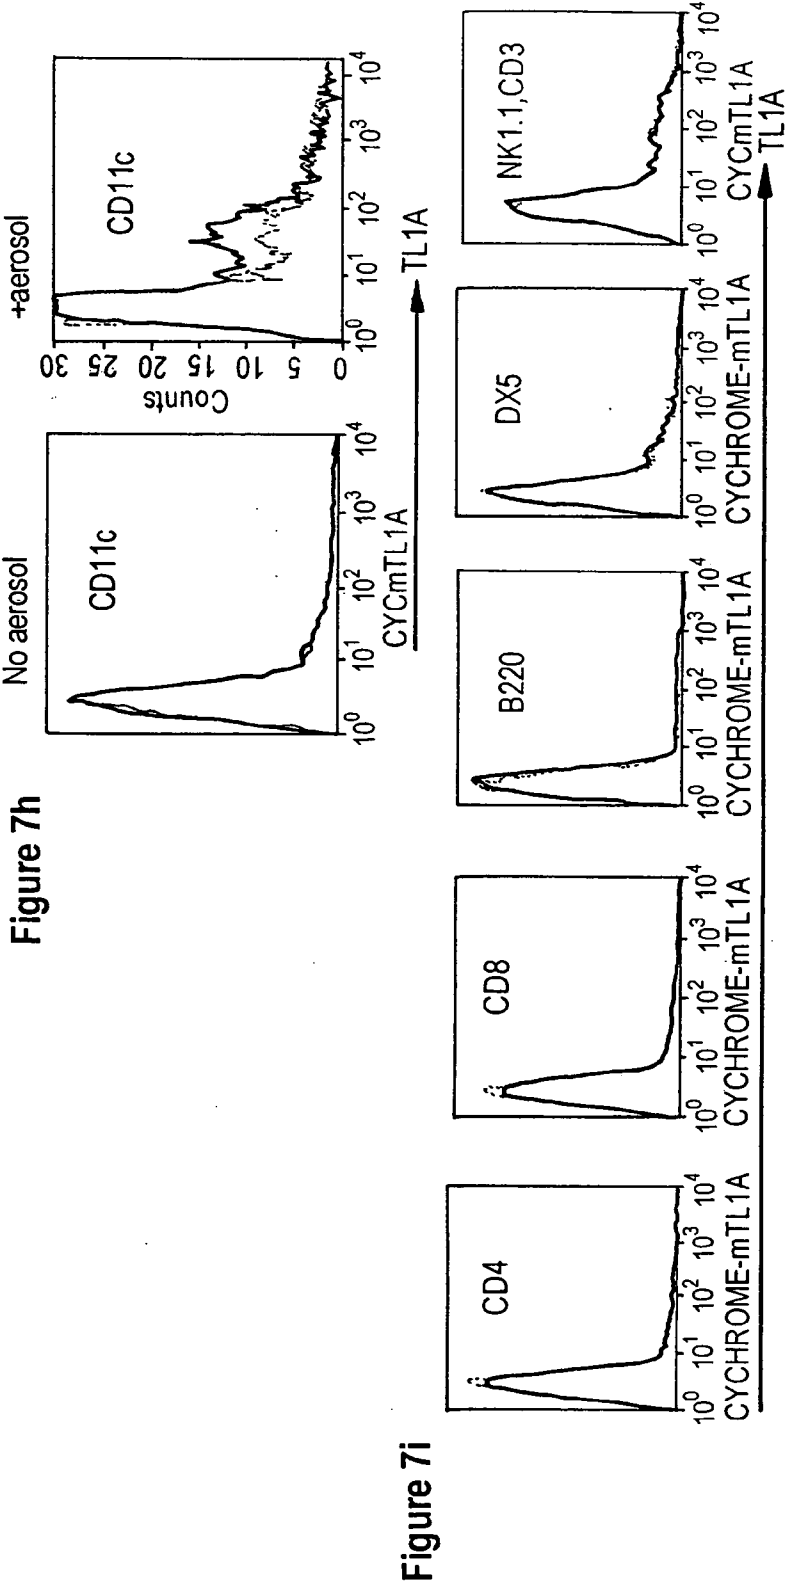 Figure 7h
No aerosol
CD11c
10^0 10^1 10^2 10^3 10^4
CYCmTL1A
+aerosol
CD11c
Counts
0 5 10 15 20 25 30
10^0 10^1 10^2 10^3 10^4
TL1A
Figure 7i
CD4
10^0 10^1 10^2 10^3 10^4
CYCHROME-mTL1A
CD8
10^0 10^1 10^2 10^3 10^4
CYCHROME-mTL1A
B220
10^0 10^1 10^2 10^3 10^4
CYCHROME-mTL1A
DX5
10^0 10^1 10^2 10^3 10^4
CYCHROME-mTL1A
NK1.1,CD3
10^0 10^1 10^2 10^3 10^4
CYCmTL1A
TL1A